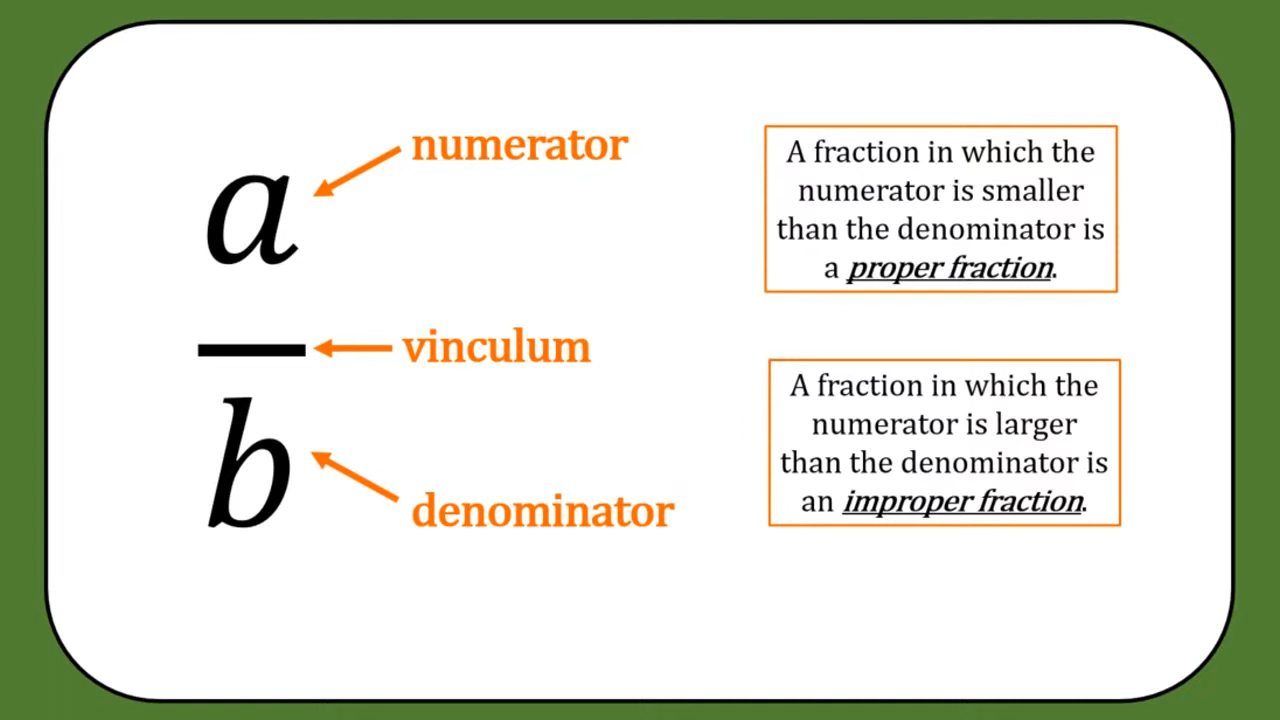 numerator
a
vinculum
b
denominator
A fraction in which the
numerator is smaller
than the denominator is
a proper fraction.
A fraction in which the
numerator is larger
than the denominator is
an improper fraction.